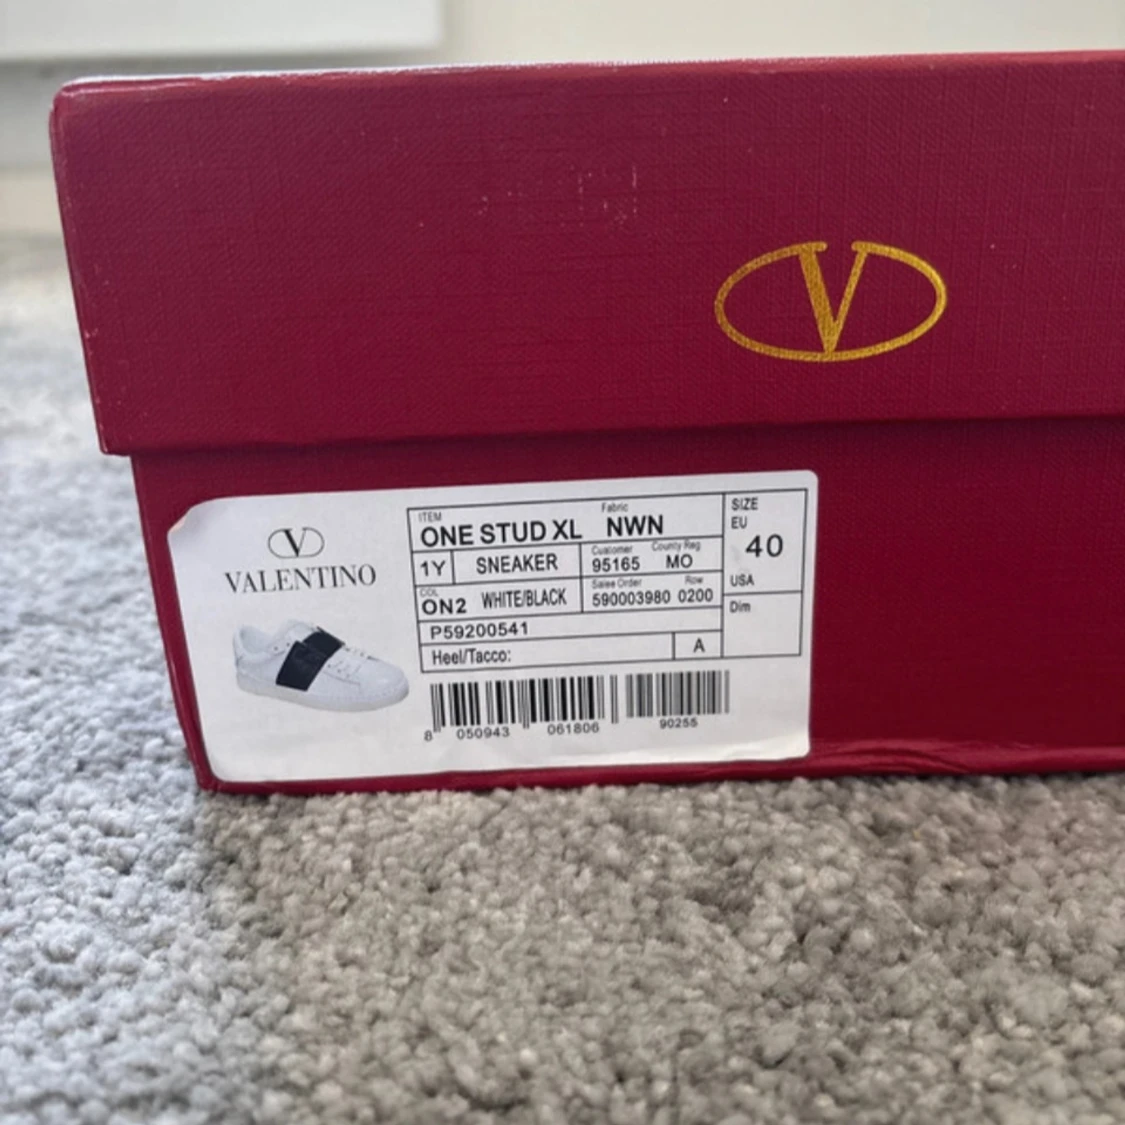 V
V
VALENTINO
ITEM Fabric
ONE STUD XL NWN
1Y SNEAKER
Customer County Reg
95165 MO
COL
ON2 WHITE/BLACK
Sales Order Row
590003980 0200
P59200541
Heel/Tacco: A
SIZE
EU
40
USA
Dim
8 050943 061806 90255